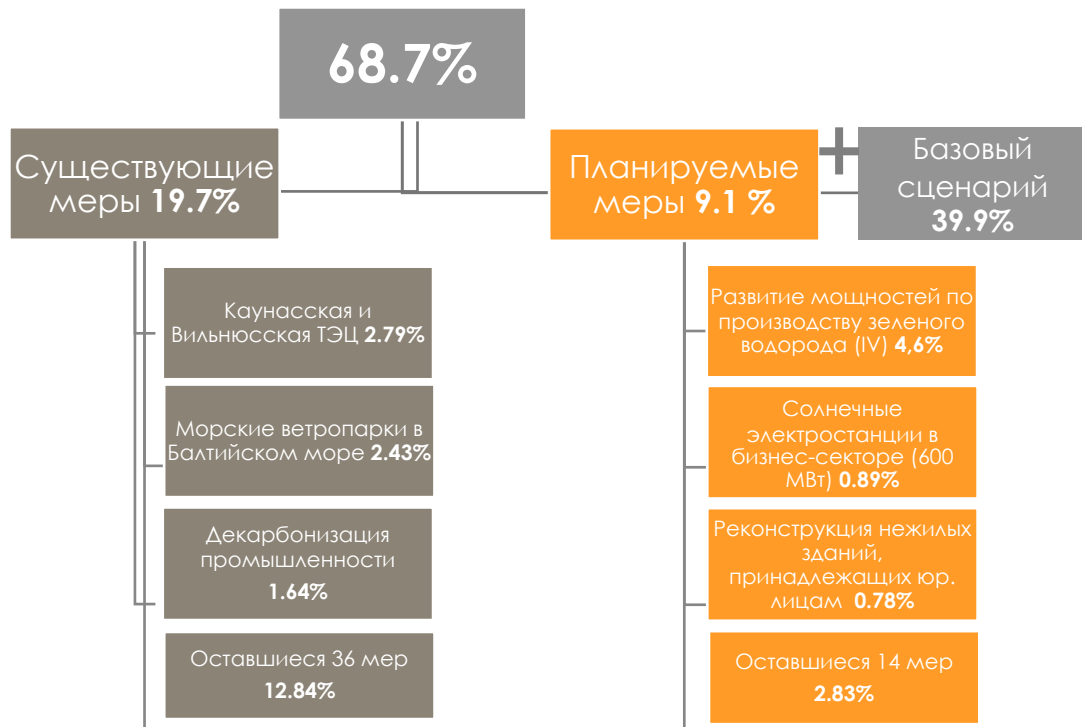 68.7%
Существующие
меры 19.7%
Планируемые
меры 9.1 %
+
Базовый
сценарий
39.9%
Каунасская и
Вильнюсская ТЭЦ 2.79%
Морские ветропарки в
Балтийском море 2.43%
Декарбонизация
промышленности
1.64%
Оставшиеся 36 мер
12.84%
Развитие мощностей по
производству зеленого
водорода (IV) 4,6%
Солнечные
электростанции в
бизнес-секторе (600
МВт) 0.89%
Реконструкция нежилых
зданий,
принадлежащих юр.
лицам 0.78%
Оставшиеся 14 мер
2.83%